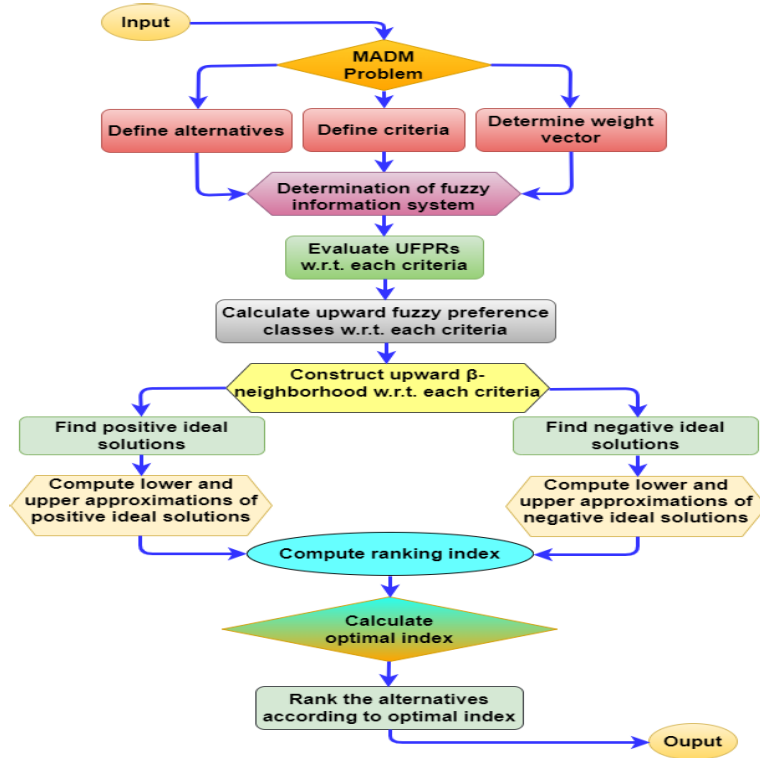 Input
MADM
Problem
Define alternatives
Define criteria
Determine weight
vector
Determination of fuzzy
information system
Evaluate UFPRs
w.r.t. each criteria
Calculate upward fuzzy preference
classes w.r.t. each criteria
Construct upward β-
neighborhood w.r.t. each criteria
Find positive ideal
solutions
Find negative ideal
solutions
Compute lower and
upper approximations of
positive ideal solutions
Compute lower and
upper approximations of
negative ideal solutions
Compute ranking index
Calculate
optimal index
Rank the alternatives
according to optimal index
Ouput